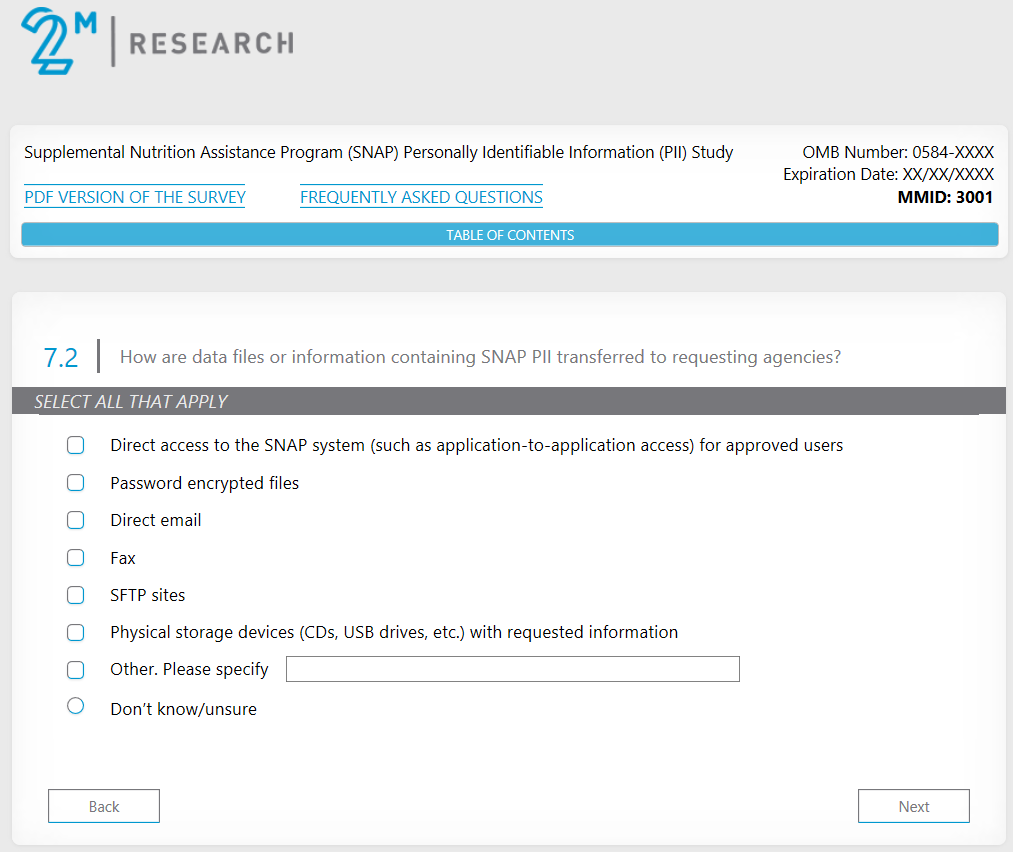 2M RESEARCH
Supplemental Nutrition Assistance Program (SNAP) Personally Identifiable Information (PII) Study
OMB Number: 0584-XXXX
Expiration Date: XX/XX/XXXX
PDF VERSION OF THE SURVEY
FREQUENTLY ASKED QUESTIONS
MMID: 3001
TABLE OF CONTENTS
7.2 How are data files or information containing SNAP PII transferred to requesting agencies?
SELECT ALL THAT APPLY
Direct access to the SNAP system (such as application-to-application access) for approved users
Password encrypted files
Direct email
Fax
SFTP sites
Physical storage devices (CDs, USB drives, etc.) with requested information
Other. Please specify
Don’t know/unsure
Back
Next